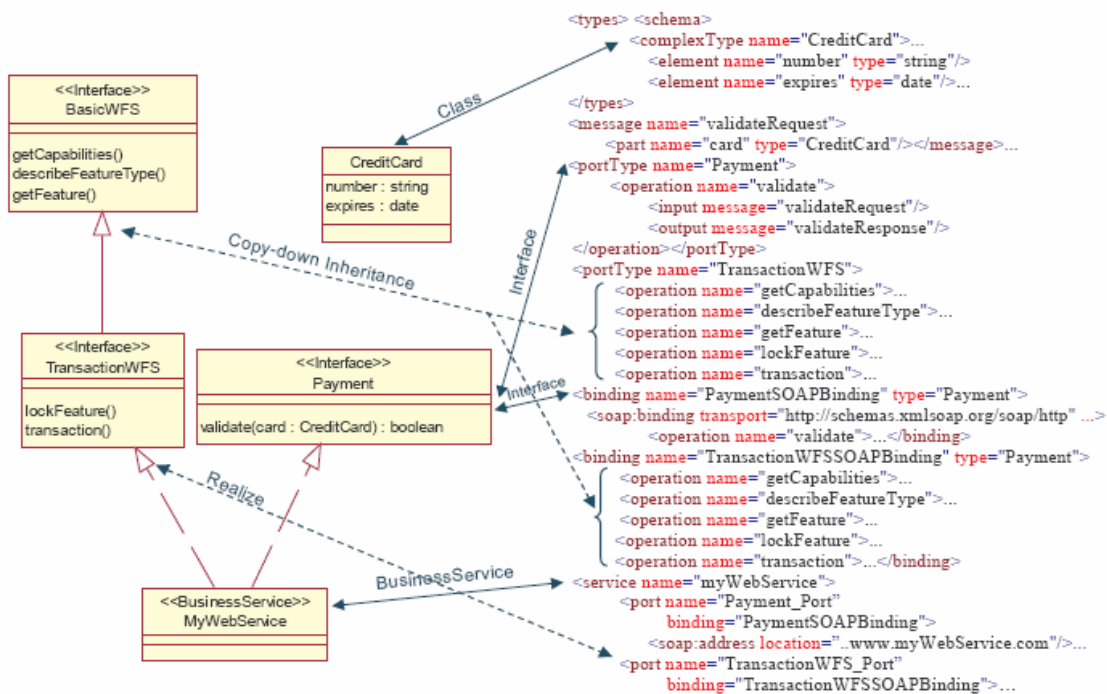 <<Interface>>
BasicWFS
getCapabilities()
describeFeatureType()
getFeature()
<<Interface>>
TransactionWFS
lockFeature()
transaction()
CreditCard
number : string
expires : date
<<Interface>>
Payment
validate(card : CreditCard) : boolean
<<BusinessService>>
MyWebService
Class
Copy-down Inheritance
Interface
Interface
Realize
BusinessService
<types> <schema>
<complexType name="CreditCard">...
<element name="number" type="string"/>
<element name="expires" type="date"/>...
</types>
<message name="validateRequest">
<part name="card" type="CreditCard"/></message>...
<portType name="Payment">
<operation name="validate">
<input message="validateRequest"/>
<output message="validateResponse"/>
</operation></portType>
<portType name="TransactionWFS">
<operation name="getCapabilities">...
<operation name="describeFeatureType">...
<operation name="getFeature">...
<operation name="lockFeature">...
<operation name="transaction">...
<binding name="PaymentSOAPBinding" type="Payment">
<soap:binding transport="http://schemas.xmlsoap.org/soap/http" ...>
<operation name="validate">...</binding>
<binding name="TransactionWFSSOAPBinding" type="Payment">
<operation name="getCapabilities">...
<operation name="describeFeatureType">...
<operation name="getFeature">...
<operation name="lockFeature">...
<operation name="transaction">...</binding>
<service name="myWebService">
<port name="Payment_Port"
binding="PaymentSOAPBinding">
<soap:address location="..www.myWebService.com"/>...
<port name="TransactionWFS_Port"
binding="TransactionWFSSOAPBinding">...